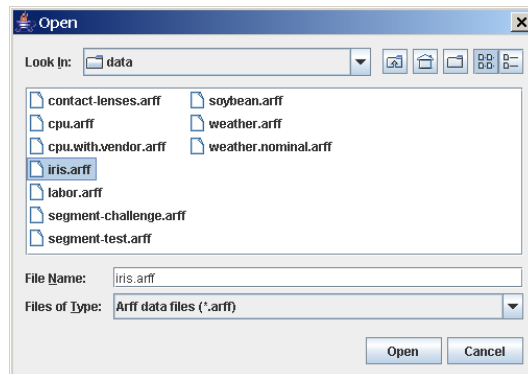 Open
Look In: data
contact-lenses.arff
cpu.arff
cpu.with.vendor.arff
iris.arff
labor.arff
segment-challenge.arff
segment-test.arff
soybean.arff
weather.arff
weather.nominal.arff
File Name: iris.arff
Files of Type: Arff data files (*.arff)
Open Cancel